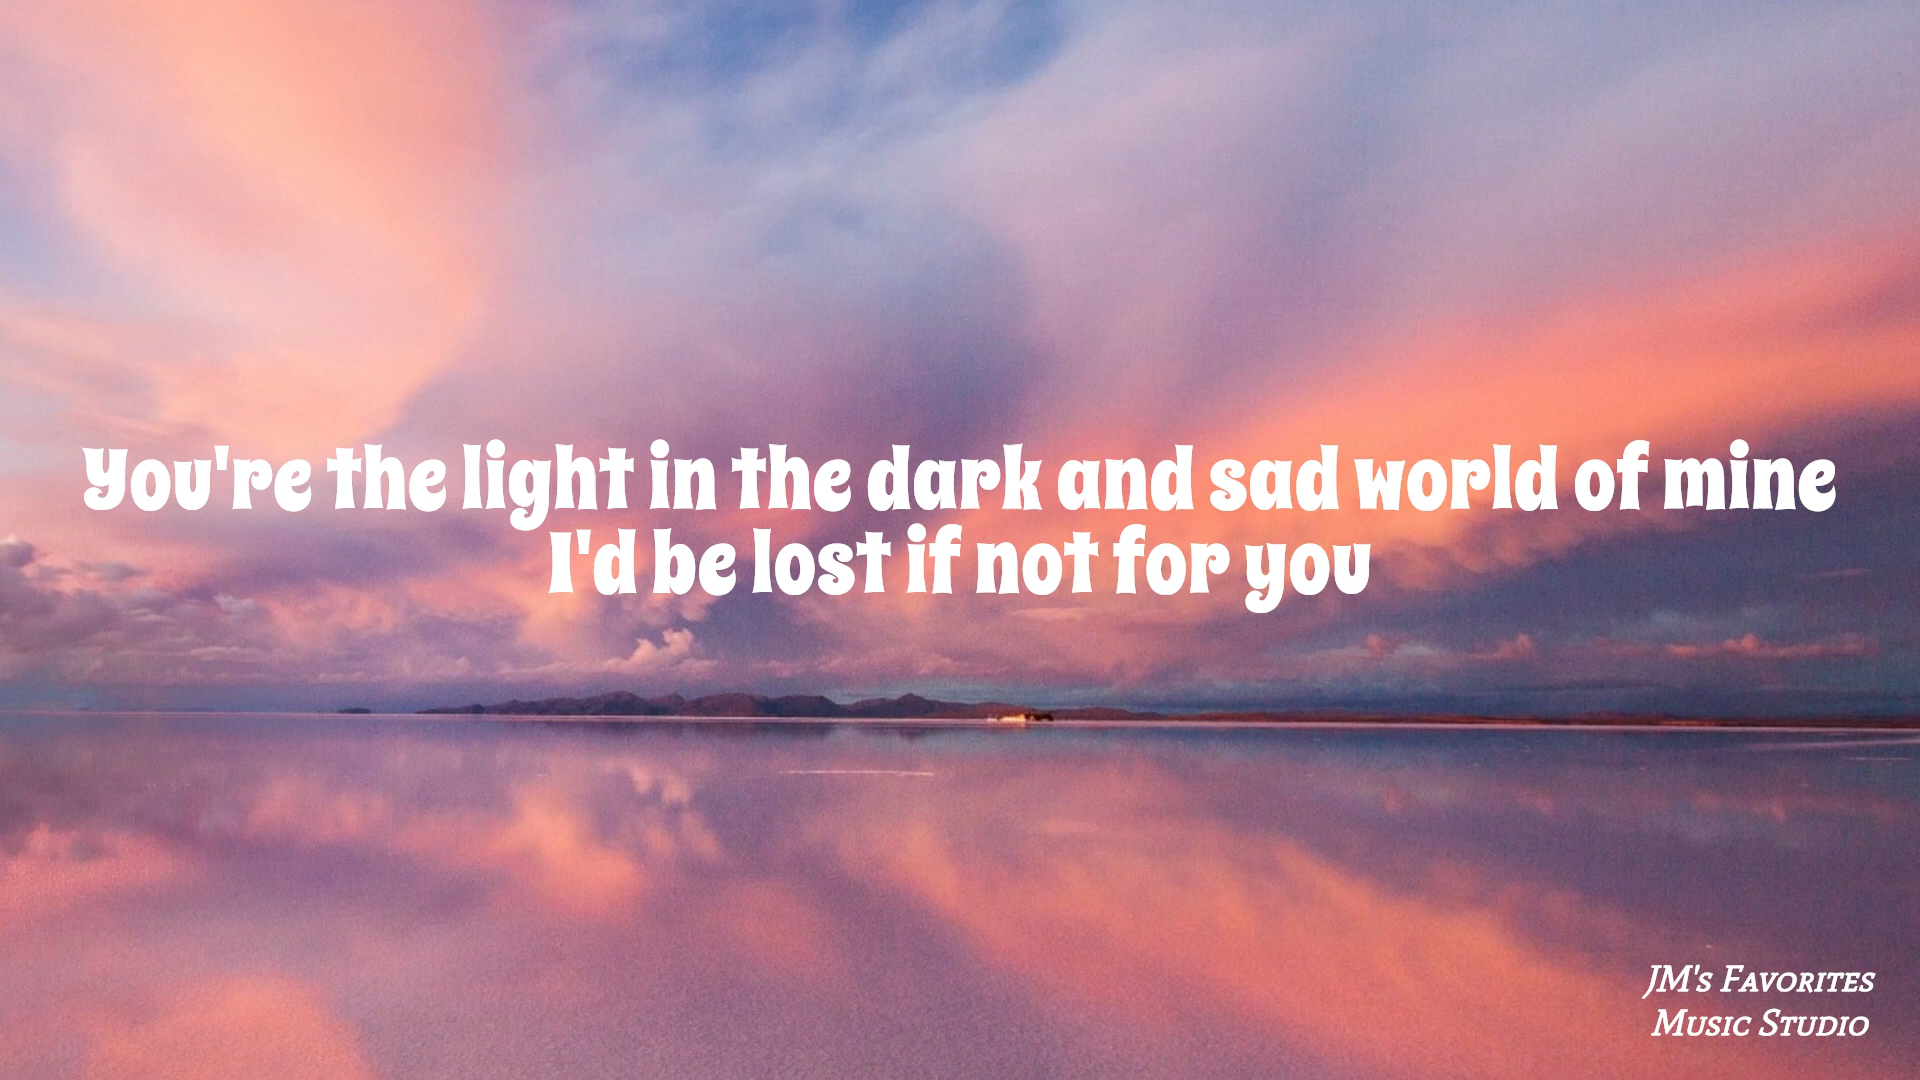 You're the light in the dark and sad world of mine
I'd be lost if not for you
JM's Favorites
Music Studio